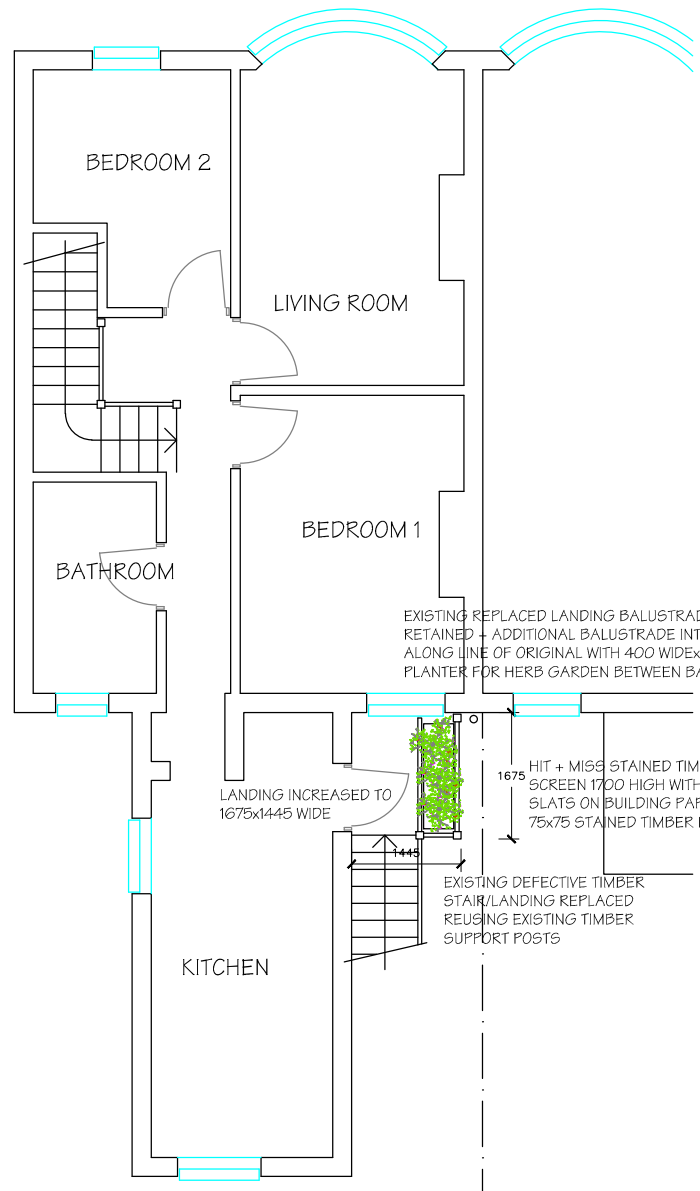 BEDROOM 2
LIVING ROOM
BEDROOM 1
BATHROOM
EXISTING REPLACED LANDING BALUSTRAD
RETAINED + ADDITIONAL BALUSTRADE INT
ALONG LINE OF ORIGINAL WITH 400 WIDEx
PLANTER FOR HERB GARDEN BETWEEN BA
1675
HIT + MISS STAINED TIM
SCREEN 1700 HIGH WITH
SLATS ON BUILDING PAR
75x75 STAINED TIMBER
LANDING INCREASED TO
1675x1445 WIDE
1445
EXISTING DEFECTIVE TIMBER
STAIR/LANDING REPLACED
REUSING EXISTING TIMBER
SUPPORT POSTS
KITCHEN